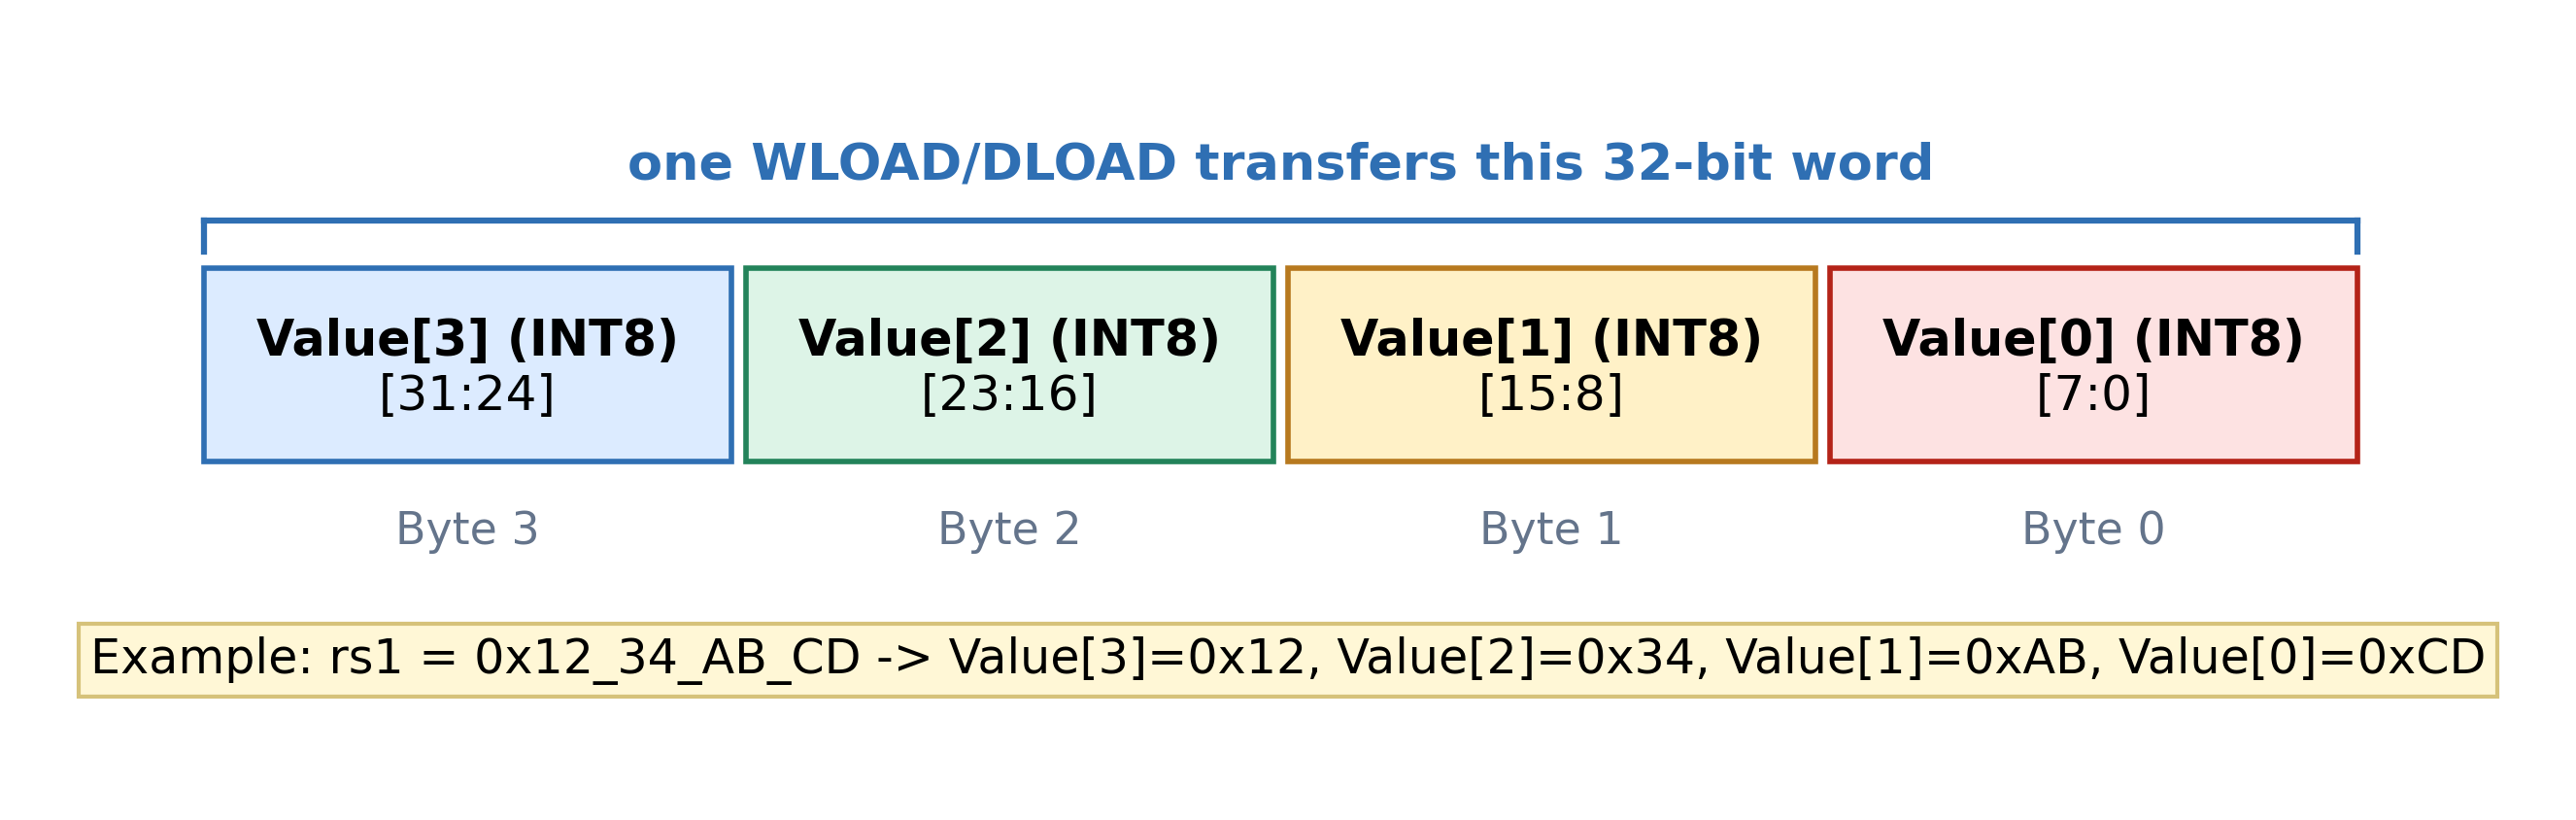 one WLOAD/DLOAD transfers this 32-bit word
Value[3] (INT8)
[31:24]
Value[2] (INT8)
[23:16]
Value[1] (INT8)
[15:8]
Value[0] (INT8)
[7:0]
Byte 3
Byte 2
Byte 1
Byte 0
Example: rs1 = 0x12_34_AB_CD -> Value[3]=0x12, Value[2]=0x34, Value[1]=0xAB, Value[0]=0xCD